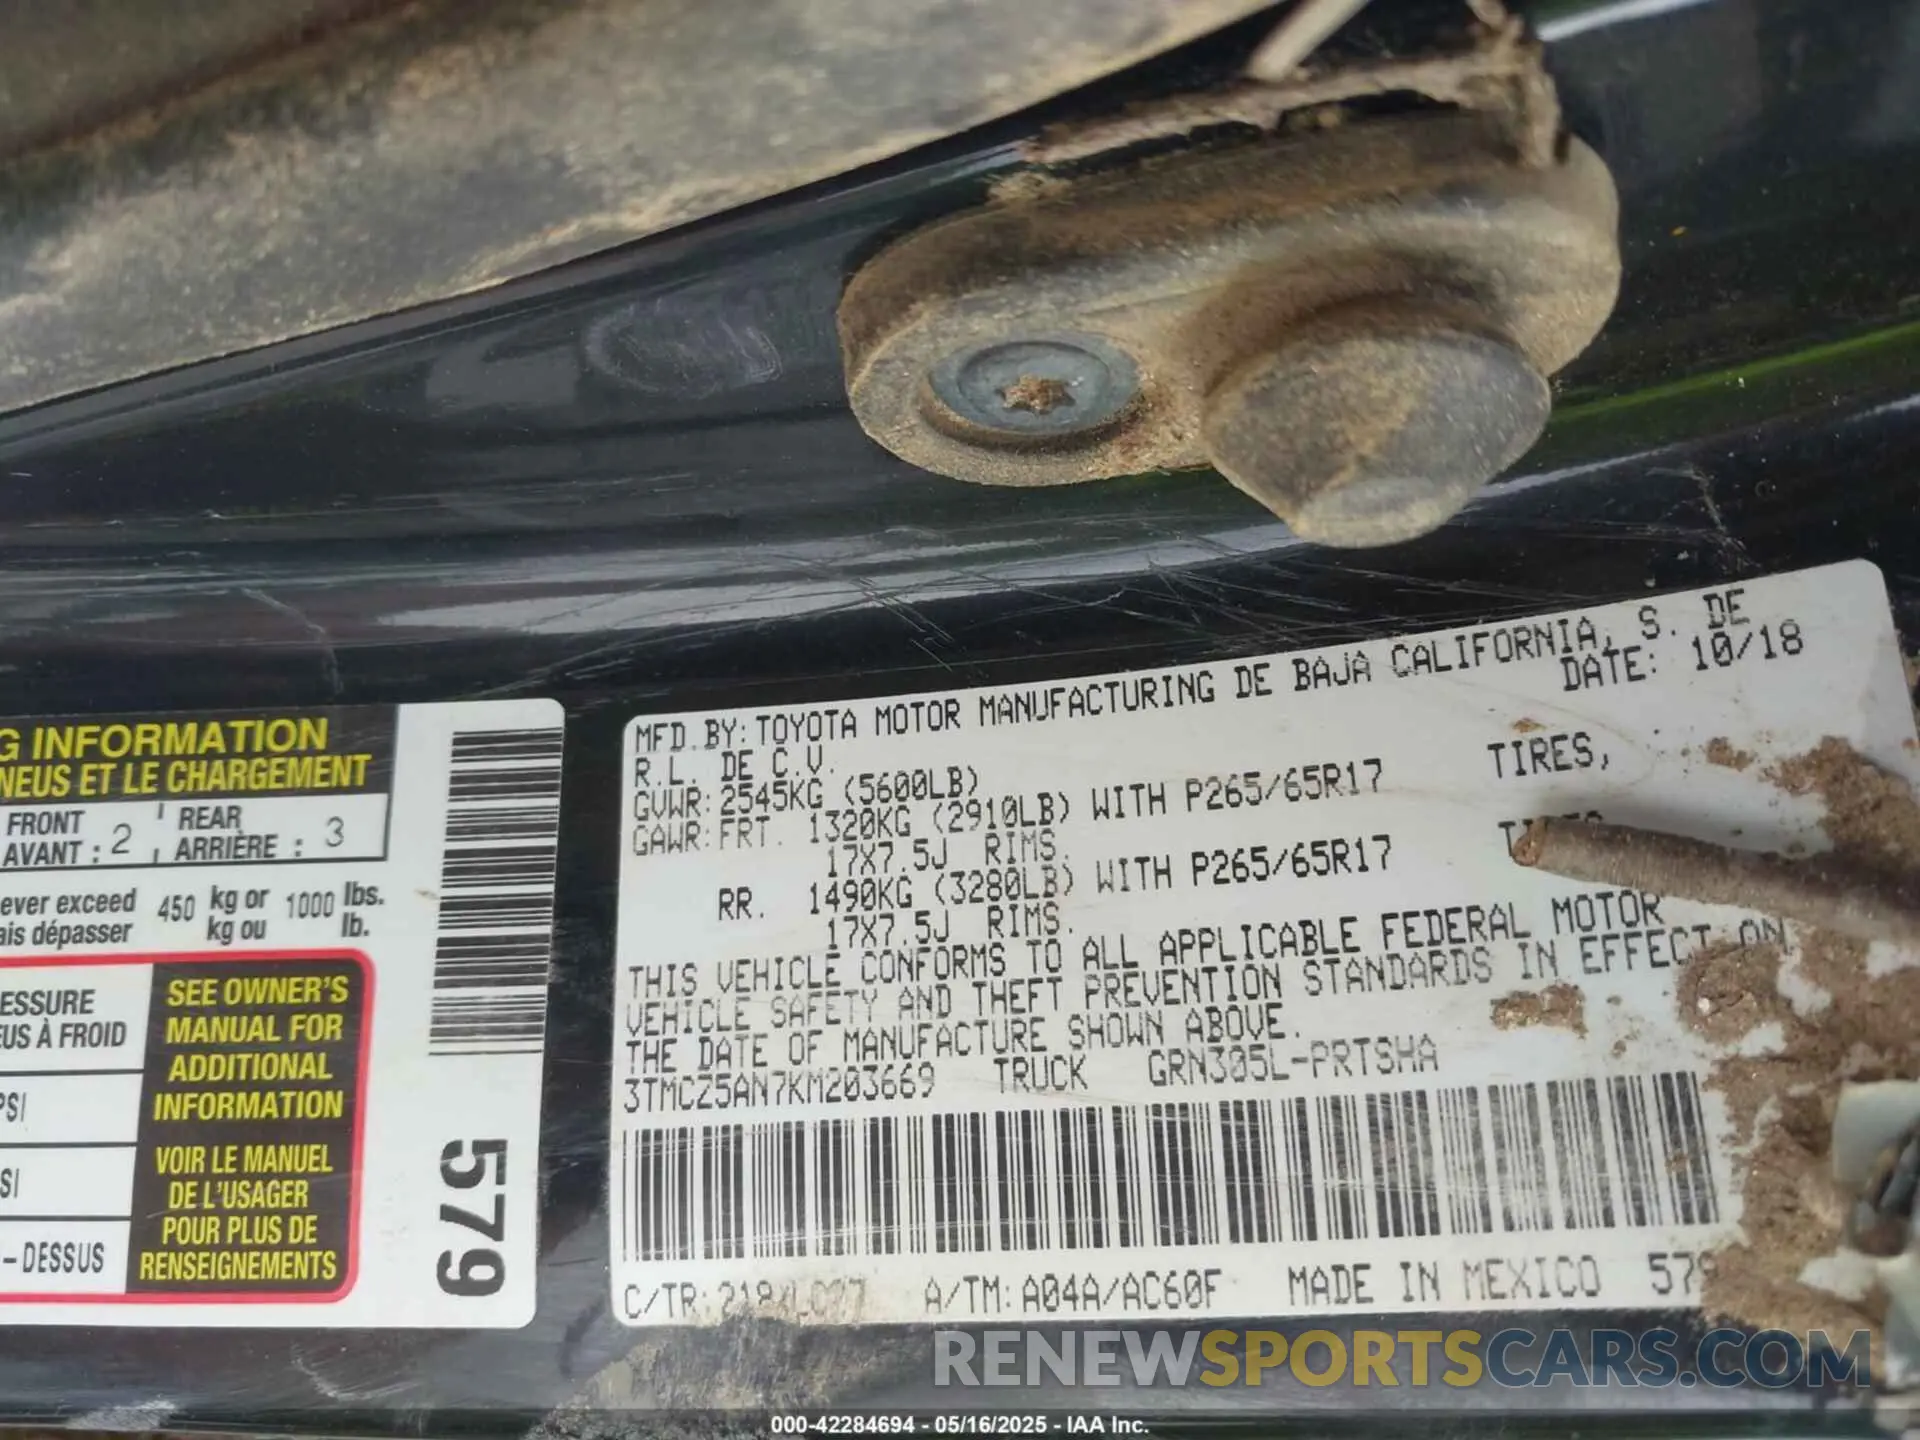 G INFORMATION
NEUS ET LE CHARGEMENT
FRONT
AVANT : 2
REAR
ARRIÈRE : 3
ever exceed
ais dépasser
450
kg or
kg ou
1000
lbs.
lb.
ESSURE
EUS À FROID
PSI
SI
-DESSUS
SEE OWNER'S
MANUAL FOR
ADDITIONAL
INFORMATION
VOIR LE MANUEL
DE L'USAGER
POUR PLUS DE
RENSEIGNEMENTS
579
MFD.BY: TOYOTA MOTOR MANUFACTURING DE BAJA CALIFORNIA, S. DE
R.L. DE C.V. DATE: 10/18
GVWR: 2545KG (5600LB)
GAWR: FRT. 1320KG (2910LB) WITH P265/65R17 TIRES,
17X7.5J RIMS.
RR. 1490KG (3280LB) WITH P265/65R17
17X7.5J RIMS.
THIS VEHICLE CONFORMS TO ALL APPLICABLE FEDERAL MOTOR
VEHICLE SAFETY AND THEFT PREVENTION STANDARDS IN EFFECT ON
THE DATE OF MANUFACTURE SHOWN ABOVE.
3TMCZ5AN7KM203669 TRUCK GRN305L-PRTSHA
C/TR: A/TM: A04A/AC60F MADE IN MEXICO 579
RENEWSPORTSCARS.COM
000-42284694 - 05/16/2025 - IAA Inc.